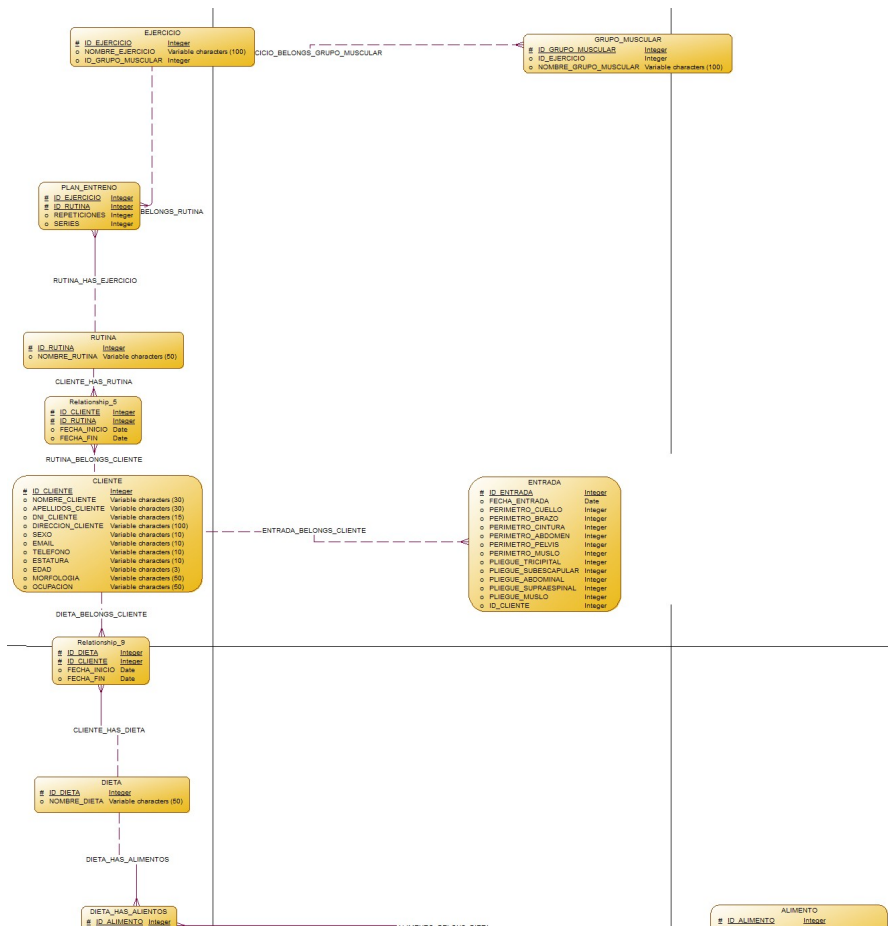 EJERCICIO
# ID_EJERCICIO Integer
o NOMBRE_EJERCICIO Variable characters (100)
o ID_GRUPO_MUSCULAR Integer
CICIO_BELONGS_GRUPO_MUSCULAR
GRUPO_MUSCULAR
# ID_GRUPO_MUSCULAR Integer
o ID_EJERCICIO Integer
o NOMBRE_GRUPO_MUSCULAR Variable characters (100)
PLAN_ENTRENO
# ID_EJERCICIO Integer
# ID_RUTINA Integer
o REPETICIONES Integer
o SERIES Integer
BELONGS_RUTINA
RUTINA_HAS_EJERCICIO
RUTINA
# ID_RUTINA Integer
o NOMBRE_RUTINA Variable characters (50)
CLIENTE_HAS_RUTINA
Relationship_5
# ID_CLIENTE Integer
# ID_RUTINA Integer
o FECHA_INICIO Date
o FECHA_FIN Date
RUTINA_BELONGS_CLIENTE
CLIENTE
# ID_CLIENTE Integer
o NOMBRE_CLIENTE Variable characters (30)
o APELLIDOS_CLIENTE Variable characters (30)
o DNI_CLIENTE Variable characters (15)
o DIRECCION_CLIENTE Variable characters (100)
o SEXO Variable characters (10)
o EMAIL Variable characters (10)
o TELEFONO Variable characters (10)
o ESTATURA Variable characters (10)
o EDAD Variable characters (3)
o MORFOLOGIA Variable characters (50)
o OCUPACION Variable characters (50)
ENTRADA_BELONGS_CLIENTE
ENTRADA
# ID_ENTRADA Integer
o FECHA_ENTRADA Date
o PERIMETRO_CUELLO Integer
o PERIMETRO_BRAZO Integer
o PERIMETRO_CINTURA Integer
o PERIMETRO_ABDOMEN Integer
o PERIMETRO_PELVIS Integer
o PERIMETRO_MUSLO Integer
o PLIEGUE_TRICIPITAL Integer
o PLIEGUE_SUBESCAPULAR Integer
o PLIEGUE_ABDOMINAL Integer
o PLIEGUE_SUPRAESPINAL Integer
o PLIEGUE_MUSLO Integer
o ID_CLIENTE Integer
DIETA_BELONGS_CLIENTE
Relationship_9
# ID_DIETA Integer
# ID_CLIENTE Integer
o FECHA_INICIO Date
o FECHA_FIN Date
CLIENTE_HAS_DIETA
DIETA
# ID_DIETA Integer
o NOMBRE_DIETA Variable characters (50)
DIETA_HAS_ALIMENTOS
DIETA_HAS_ALIENTOS
# ID_ALIMENTO Integer
ALIMENTO
# ID_ALIMENTO Integer